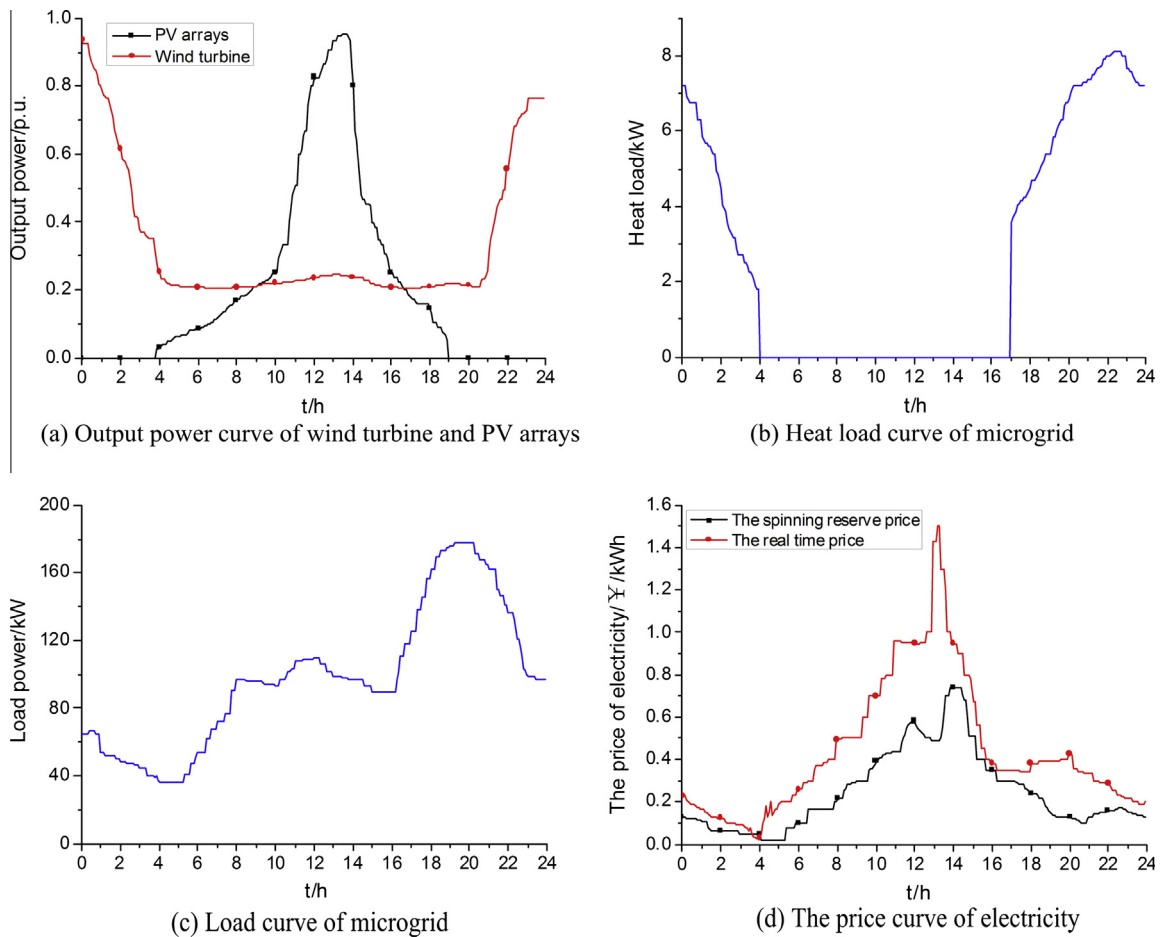 1.0
0.8
0.6
0.4
0.2
0.0
Output power/p.u.
PV arrays
Wind turbine
0 2 4 6 8 10 12 14 16 18 20 22 24
t/h
(a) Output power curve of wind turbine and PV arrays
8
6
4
2
0
Heat load/kW
0 2 4 6 8 10 12 14 16 18 20 22 24
t/h
(b) Heat load curve of microgrid
200
160
120
80
40
0
Load power/kW
0 2 4 6 8 10 12 14 16 18 20 22 24
t/h
(c) Load curve of microgrid
1.6
1.4
1.2
1.0
0.8
0.6
0.4
0.2
0.0
The price of electricity/¥/kWh
The spinning reserve price
The real time price
0 2 4 6 8 10 12 14 16 18 20 22 24
t/h
(d) The price curve of electricity